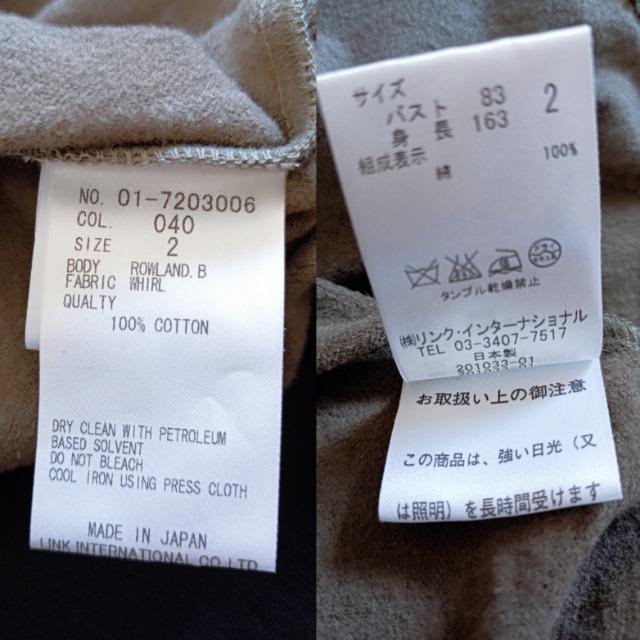 NO. 01-7203006
COL. 040
SIZE 2
BODY ROWLAND.B
FABRIC WHIRL
QUALTY
100% COTTON
DRY CLEAN WITH PETROLEUM
BASED SOLVENT
DO NOT BLEACH
COOL IRON USING PRESS CLOTH
MADE IN JAPAN
LINK INTERNATIONAL CO.LTD
サイズ 2
バスト 83
身長 163
組成表示
綿 100%
タンブル乾燥禁止
㈱リンク・インターナショナル
TEL 03-3407-7517
日本製
201033-01
お取扱い上の御注意
この商品は、強い日光（又
は照明）を長時間受けます